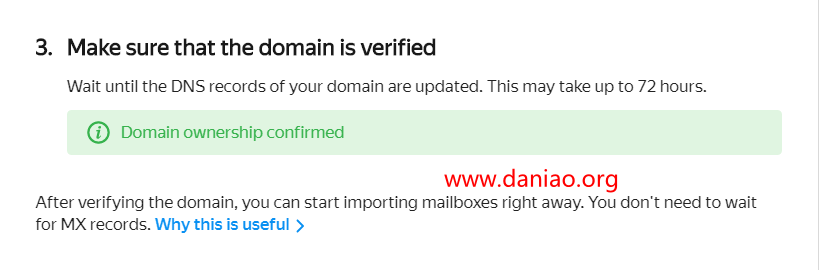 3. Make sure that the domain is verified
Wait until the DNS records of your domain are updated. This may take up to 72 hours.
Domain ownership confirmed
www.daniao.org
After verifying the domain, you can start importing mailboxes right away. You don't need to wait
for MX records. Why this is useful >